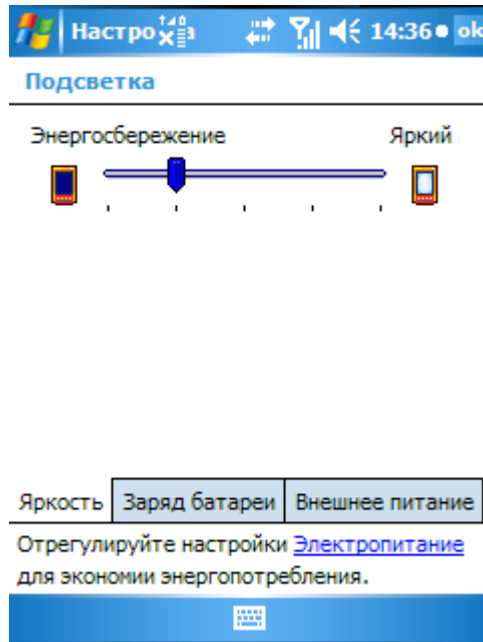 Настро
14:36 ok
Подсветка
Энергосбережение Яркий
Яркость Заряд батареи Внешнее питание
Отрегулируйте настройки Электропитание
для экономии энергопотребления.